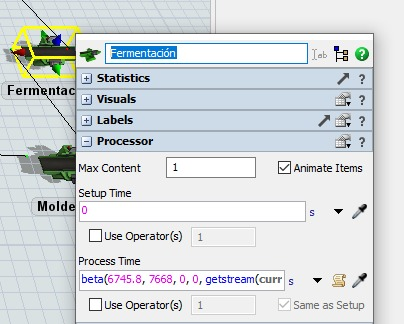 Fermentación
ab
?
Fermentac
Statistics ?
Visuals ?
Labels ?
Processor ?
Max Content 1 Animate Items
Setup Time
0 s
Molde
Use Operator(s) 1
Process Time
beta(6745.8, 7668, 0, 0, getstream(curr s
Use Operator(s) 1 Same as Setup